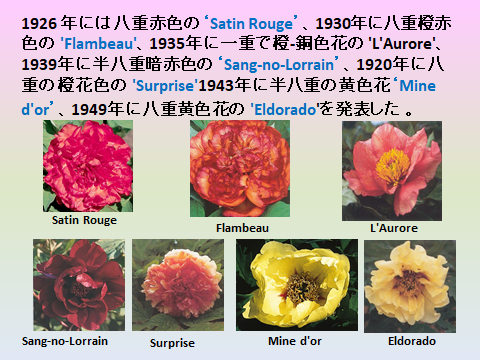 1926 年には 八重赤色の ‘Satin Rouge’ 、1930年に八重橙赤
色の 'Flambeau'、1935年に一重で橙-銅色花の 'L'Aurore'、
1939年に半八重暗赤色の ‘Sang-no-Lorrain’ 、1920年に八
重の 橙花色の 'Surprise'1943年に半八重の黄色花‘Mine
d'or’ 、1949年に八重黄色花の 'Eldorado'を発表した 。
Satin Rouge
Flambeau
L'Aurore
Sang-no-Lorrain
Surprise
Mine d'or
Eldorado